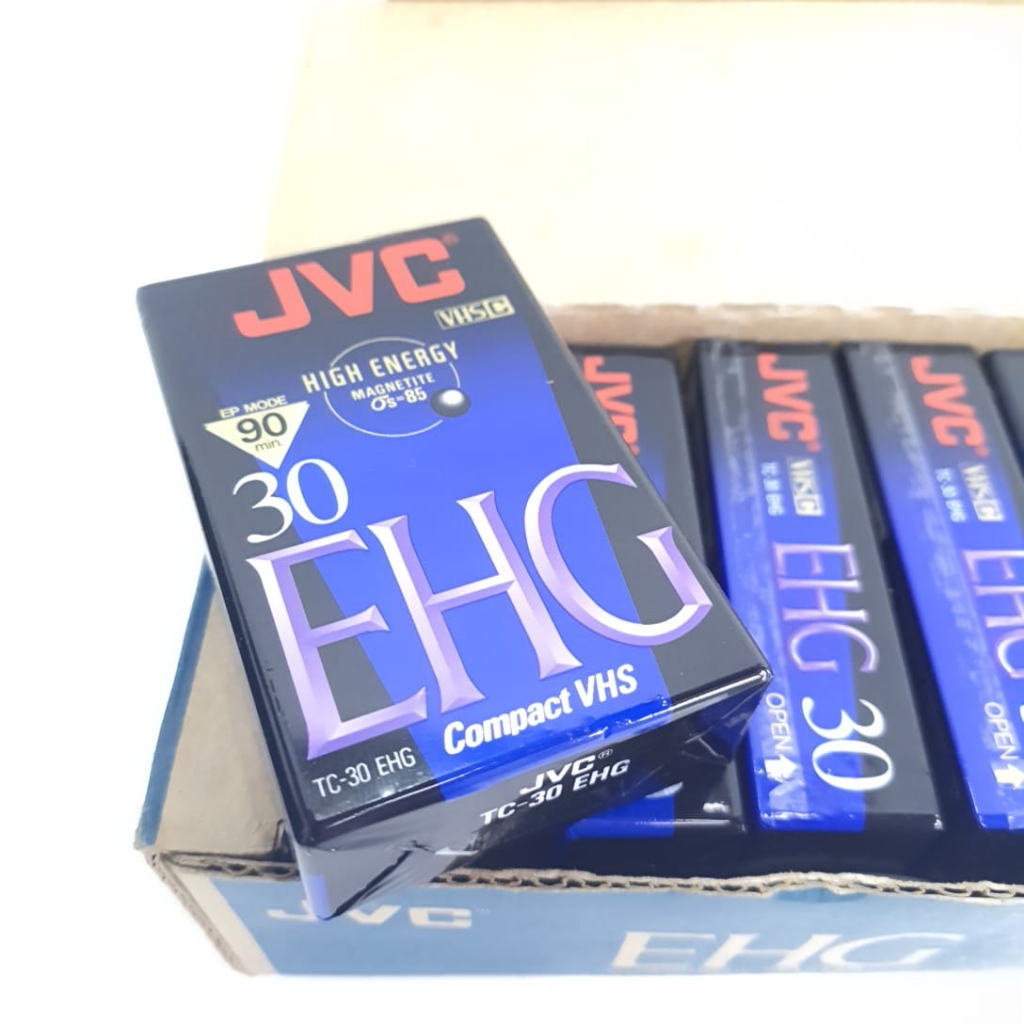 JVC®
VHS C
HIGH ENERGY
MAGNETITE
σs=85
EP MODE
90
min.
30
EHG
Compact VHS
TC-30 EHG
JVC®
TC-30 EHG
JVC
JVC
VHS C
TC-30 EHG
EHG 30
OPEN
JVC
VHS C
TC-30 EHG
EHG
OPEN
JVC
EHG